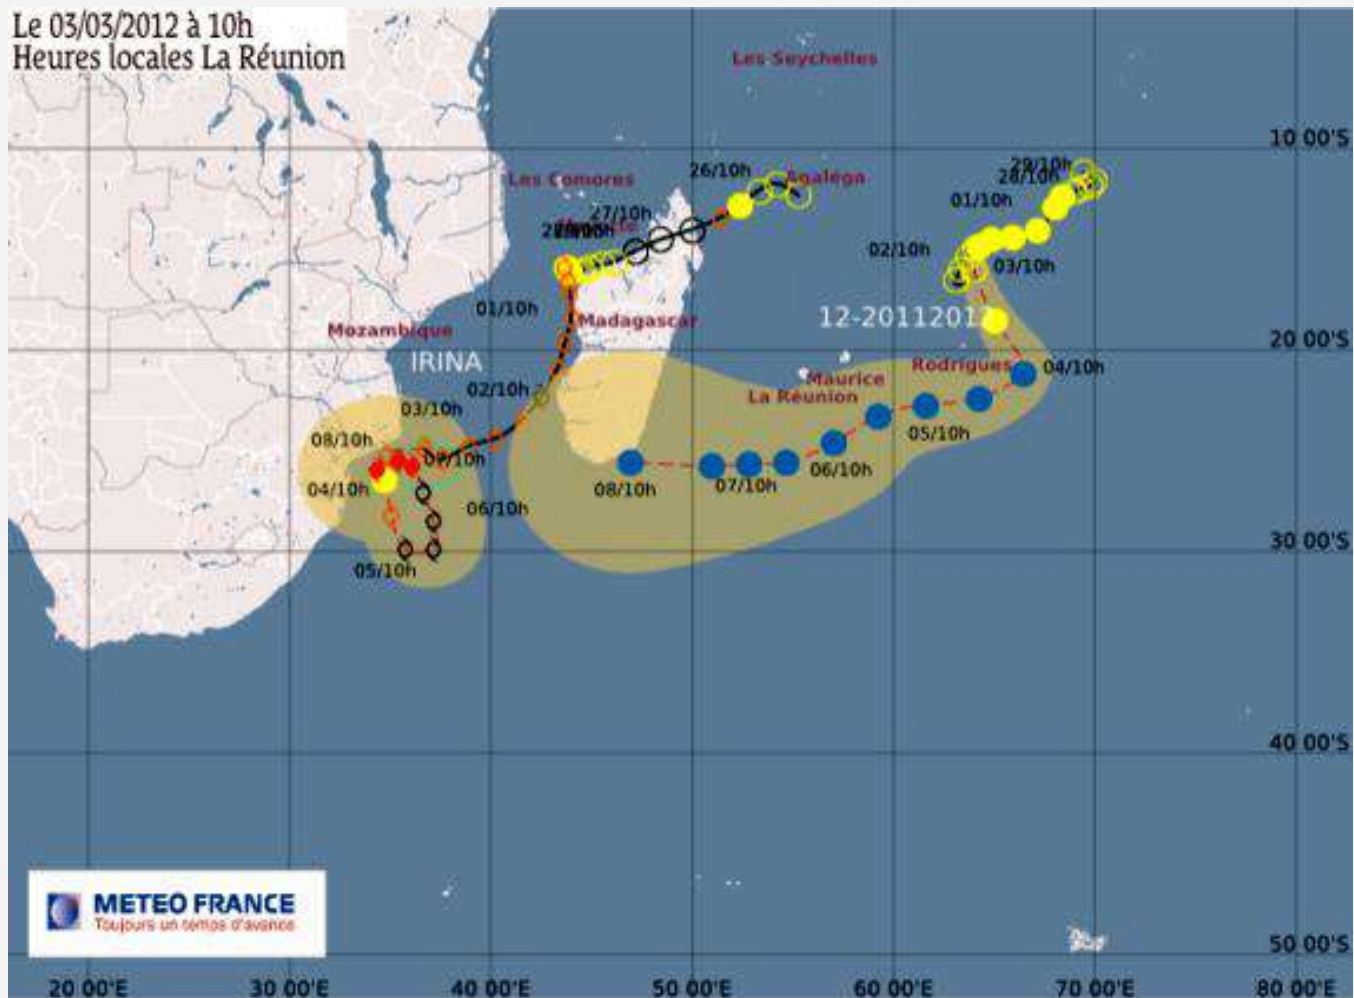 Le 03/03/2012 à 10h
Heures locales La Réunion
Les Seychelles
10 00'S
29/10h
28/10h
26/10h
Agaléga
Les Comores
01/10h
27/10h
02/10h
03/10h
01/10h
Madagascar
12-20112012
Mozambique
20 00'S
IRINA
Rodrigues
04/10h
Maurice
La Réunion
02/10h
03/10h
05/10h
08/10h
07/10h
06/10h
04/10h
08/10h
07/10h
06/10h
30 00'S
05/10h
40 00'S
METEO FRANCE
Toujours un temps d'avance
50 00'S
20 00'E
30 00'E
40 00'E
50 00'E
60 00'E
70 00'E
80 00'E